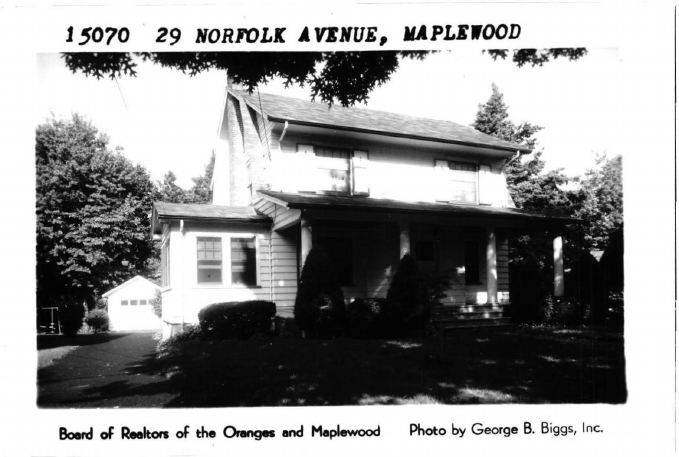 15070 29 NORFOLK AVENUE, MAPLEWOOD
Board of Realtors of the Oranges and Maplewood Photo by George B. Biggs, Inc.